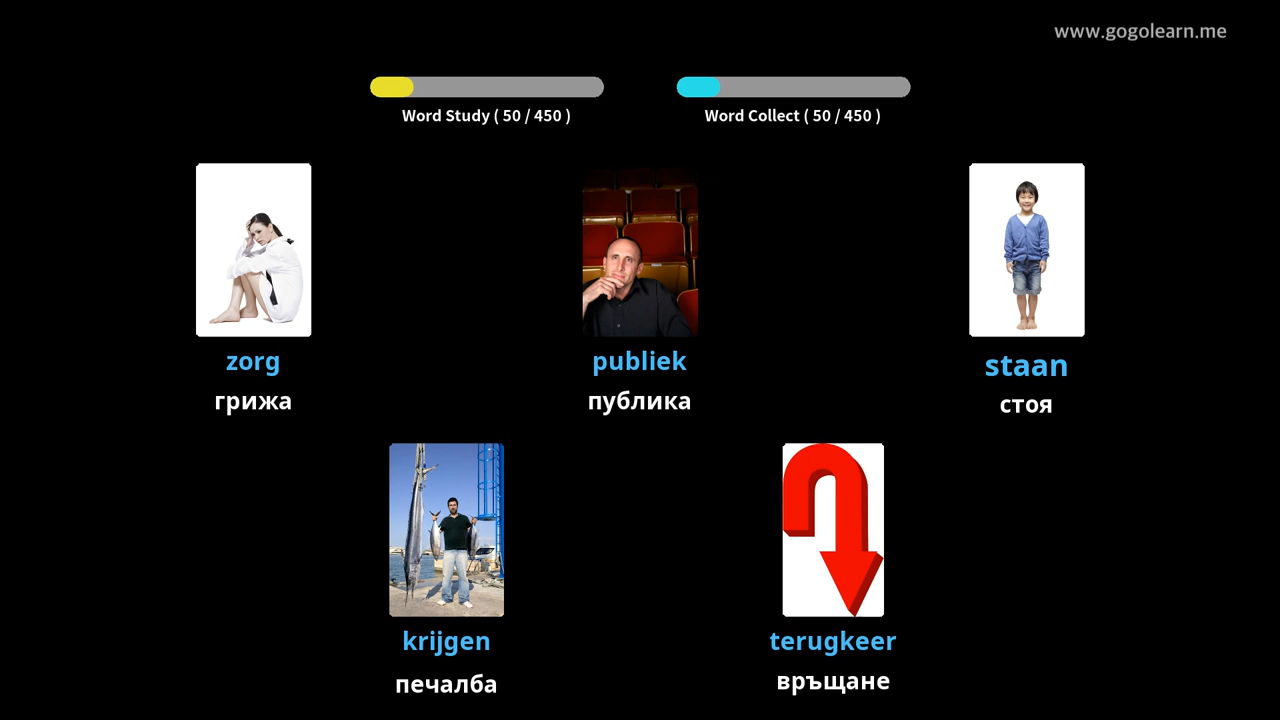 www.gogolearn.me
Word Study ( 50 / 450 )
Word Collect ( 50 / 450 )
zorg
грижа
publiek
публика
staan
стоя
krijgen
печалба
terugkeer
връщане